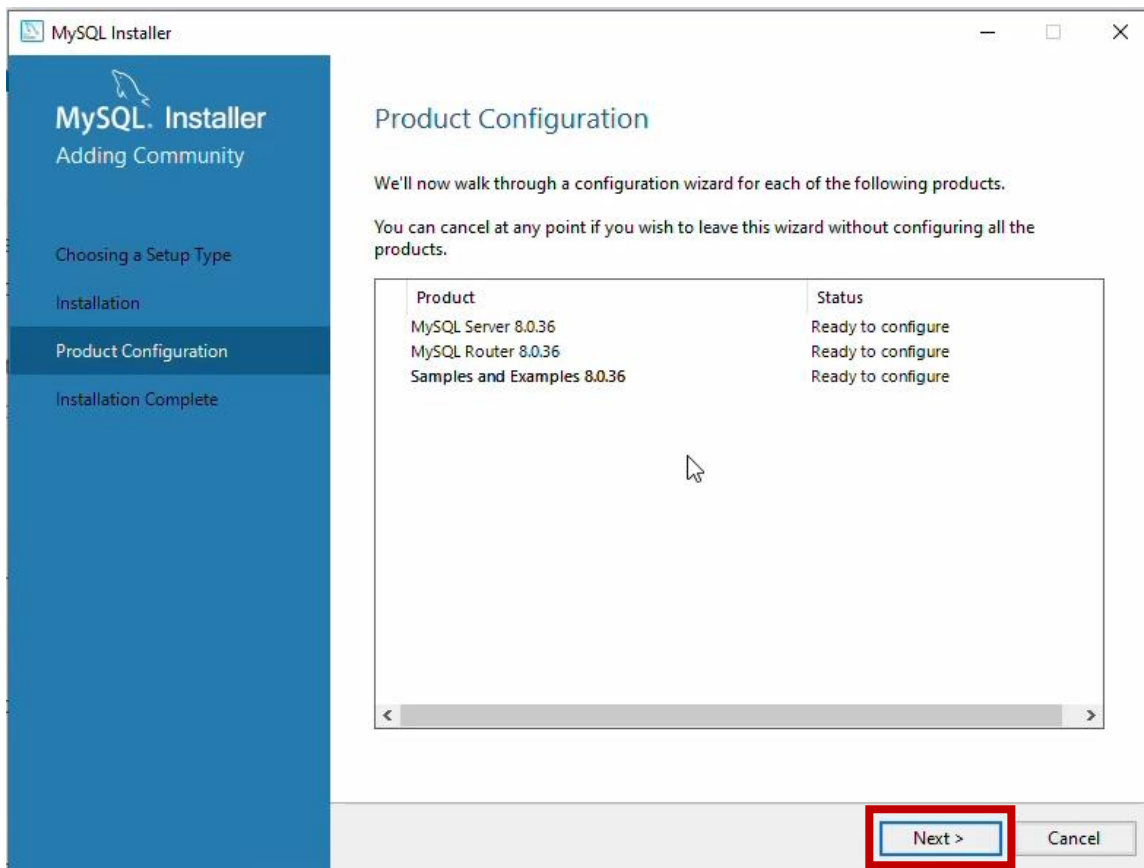 MySQL Installer
MySQL. Installer
Adding Community
Choosing a Setup Type
Installation
Product Configuration
Installation Complete
Product Configuration
We'll now walk through a configuration wizard for each of the following products.
You can cancel at any point if you wish to leave this wizard without configuring all the
products.
Product Status
MySQL Server 8.0.36 Ready to configure
MySQL Router 8.0.36 Ready to configure
Samples and Examples 8.0.36 Ready to configure
Next > Cancel